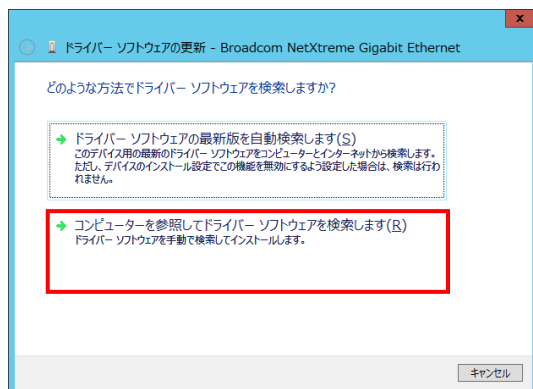 x
ドライバー ソフトウェアの更新 - Broadcom NetXtreme Gigabit Ethernet
どのような方法でドライバー ソフトウェアを検索しますか?
ドライバー ソフトウェアの最新版を自動検索します(S)
このデバイス用の最新のドライバー ソフトウェアをコンピューターとインターネットから検索します。
ただし、デバイスのインストール設定でこの機能を無効にするよう設定した場合は、検索は行わ
れません。
コンピューターを参照してドライバー ソフトウェアを検索します(R)
ドライバー ソフトウェアを手動で検索してインストールします。
キャンセル